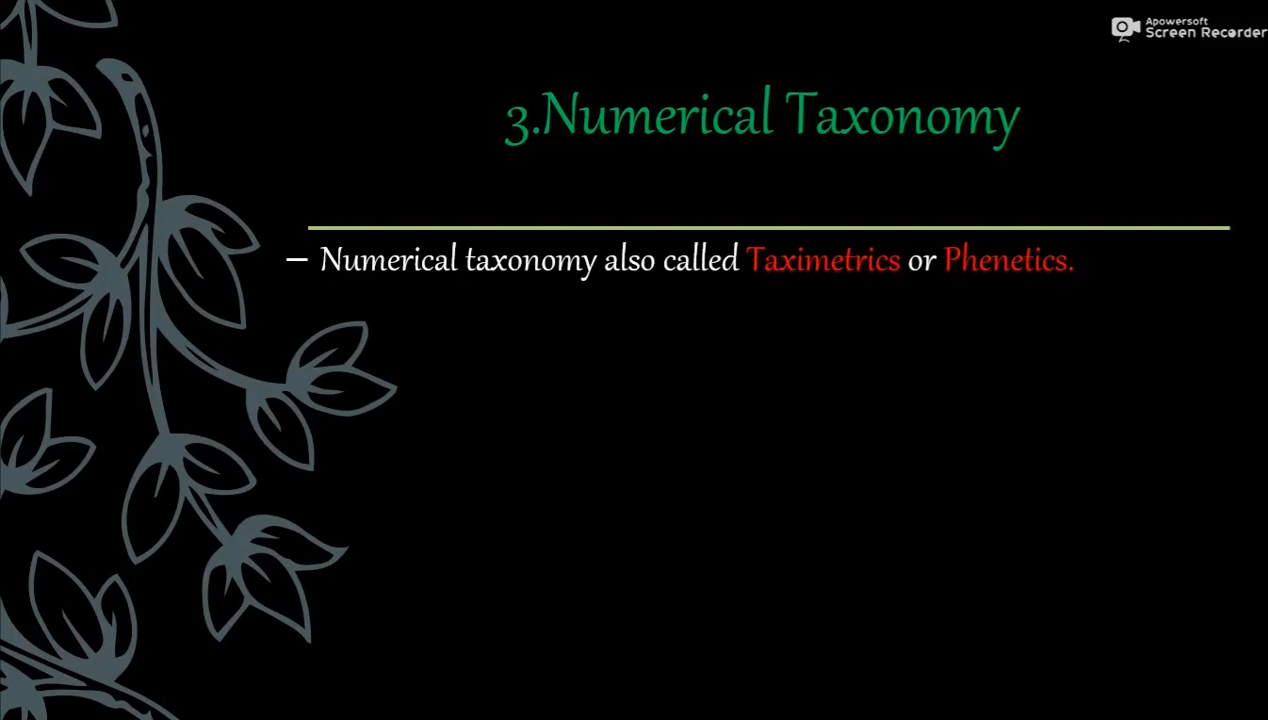 Apowersoft
Screen Recorder
3.Numerical Taxonomy
– Numerical taxonomy also called Taximetrics or Phenetics.